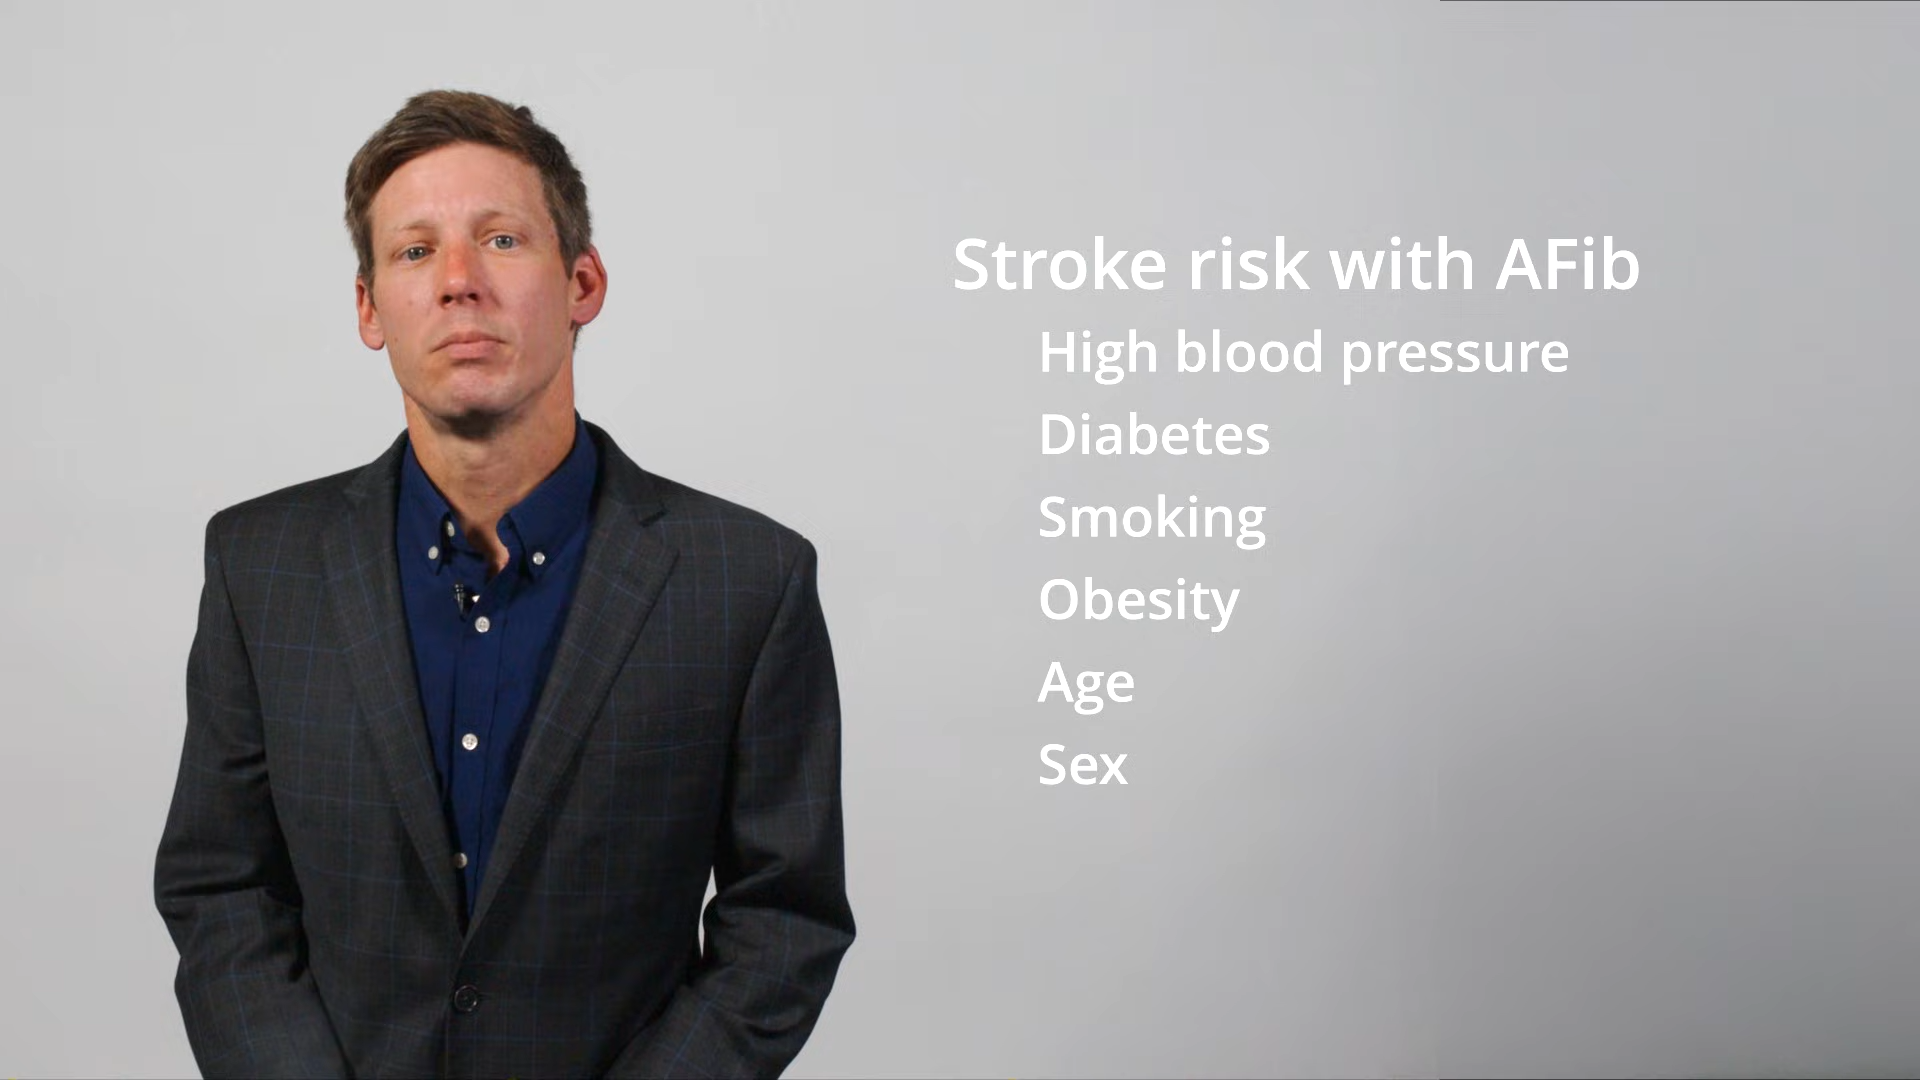 Stroke risk with AFib
High blood pressure
Diabetes
Smoking
Obesity
Age
Sex